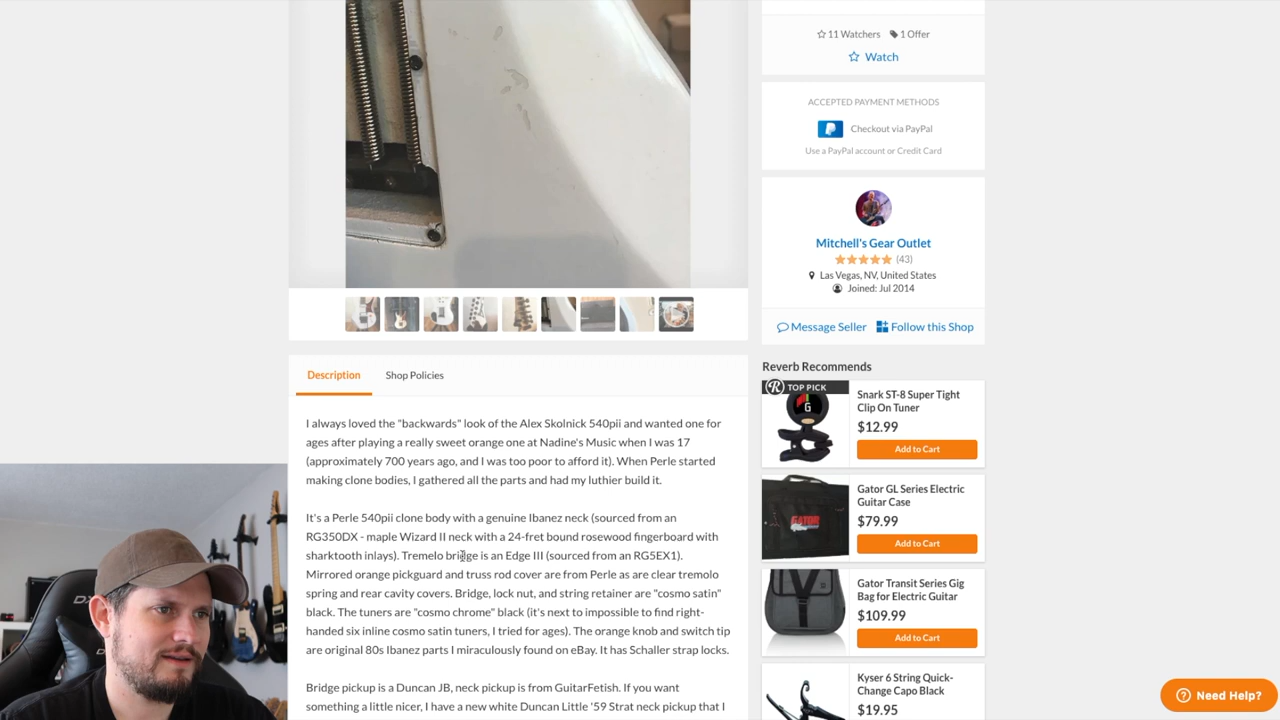 11 Watchers 1 Offer
Watch
ACCEPTED PAYMENT METHODS
Checkout via PayPal
Use a PayPal account or Credit Card
Mitchell's Gear Outlet
(43)
Las Vegas, NV, United States
Joined: Jul 2014
Message Seller Follow this Shop
Description Shop Policies
I always loved the "backwards" look of the Alex Skolnick 540pii and wanted one for
ages after playing a really sweet orange one at Nadine's Music when I was 17
(approximately 700 years ago, and I was too poor to afford it). When Perle started
making clone bodies, I gathered all the parts and had my luthier build it.
It's a Perle 540pii clone body with a genuine Ibanez neck (sourced from an
RG350DX - maple Wizard II neck with a 24-fret bound rosewood fingerboard with
sharktooth inlays). Tremelo bridge is an Edge III (sourced from an RG5EX1).
Mirrored orange pickguard and truss rod cover are from Perle as are clear tremolo
spring and rear cavity covers. Bridge, lock nut, and string retainer are "cosmo satin"
black. The tuners are "cosmo chrome" black (it's next to impossible to find right-
handed six inline cosmo satin tuners, I tried for ages). The orange knob and switch tip
are original 80s Ibanez parts I miraculously found on eBay. It has Schaller strap locks.
Bridge pickup is a Duncan JB, neck pickup is from GuitarFetish. If you want
something a little nicer, I have a new white Duncan Little '59 Strat neck pickup that I
Reverb Recommends
R TOP PICK
G
Snark ST-8 Super Tight
Clip On Tuner
$12.99
Add to Cart
GATOR
Gator GL Series Electric
Guitar Case
$79.99
Add to Cart
Gator Transit Series Gig
Bag for Electric Guitar
$109.99
Add to Cart
Kyser 6 String Quick-
Change Capo Black
$19.95
Need Help?
DX